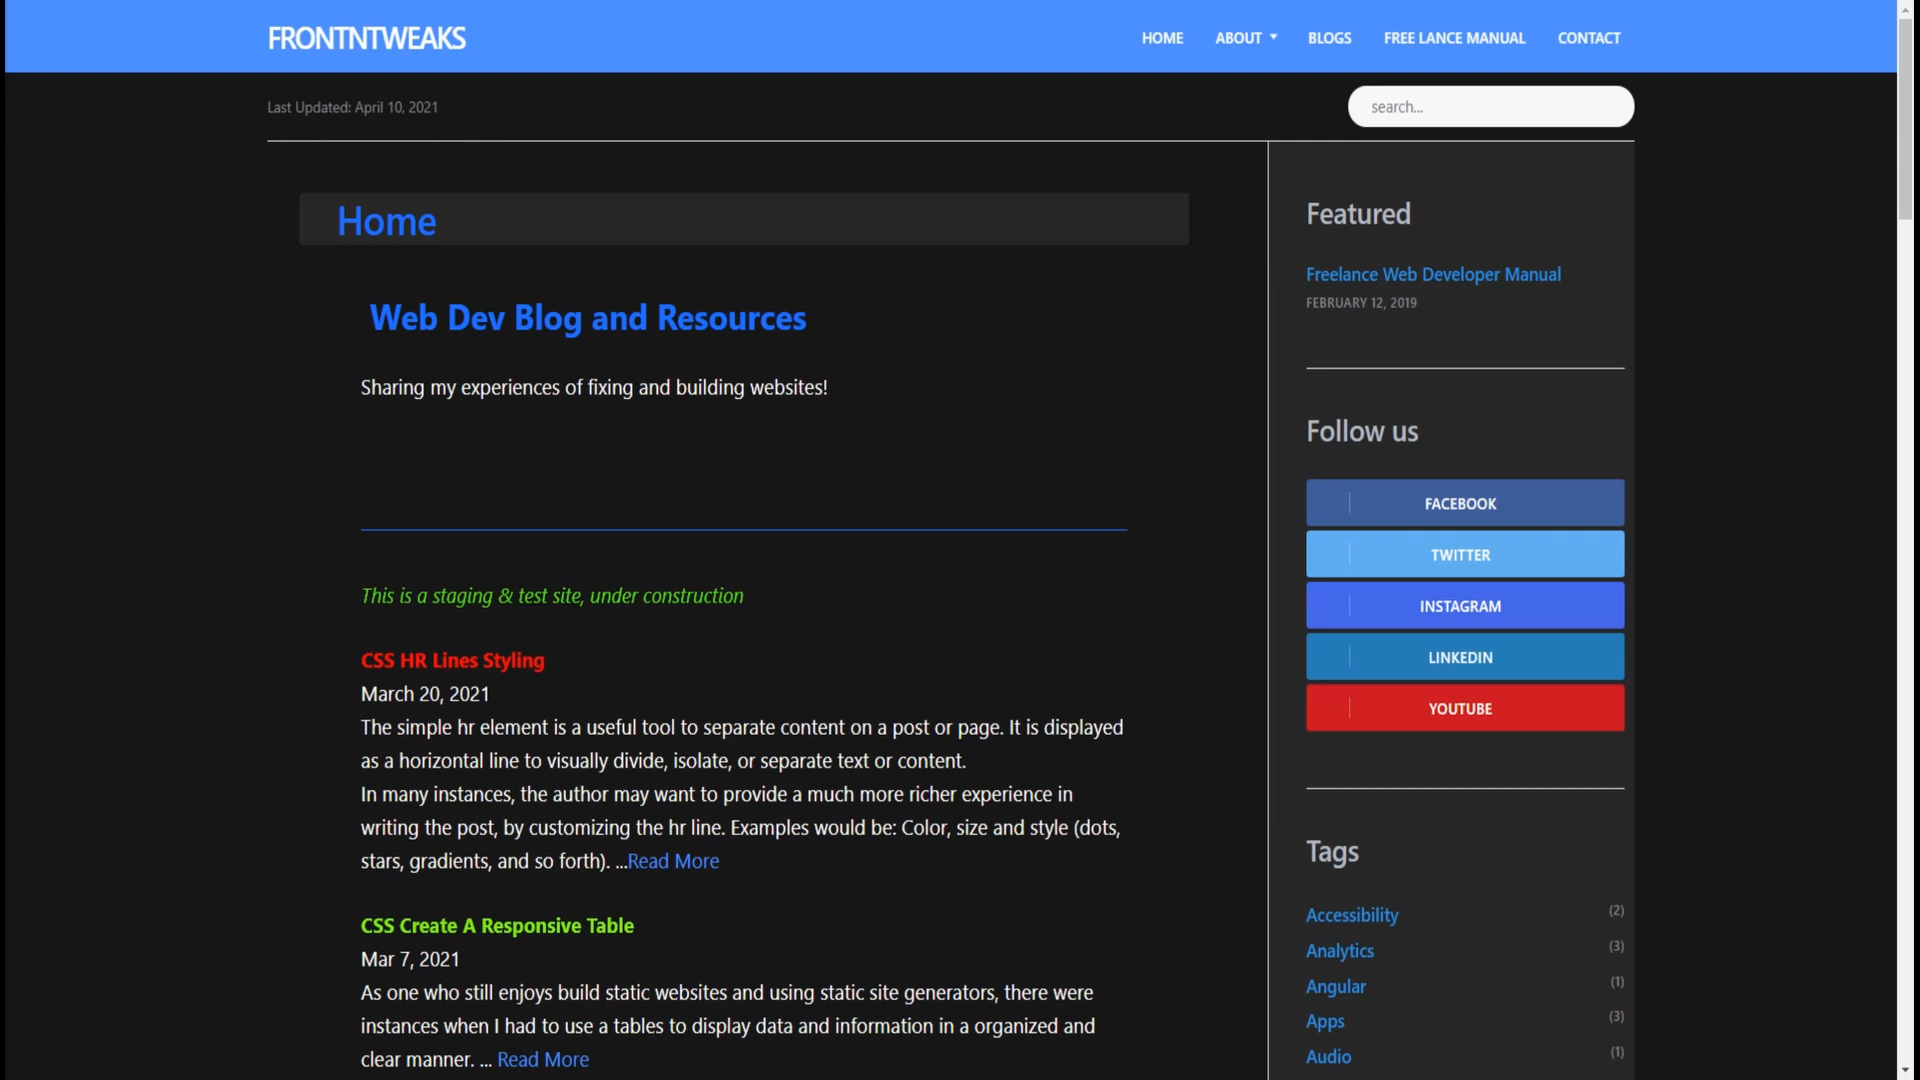 FRONTNTWEAKS
HOME ABOUT BLOGS FREE LANCE MANUAL CONTACT
Last Updated: April 10, 2021
search...
Home
Web Dev Blog and Resources
Sharing my experiences of fixing and building websites!
This is a staging & test site, under construction
CSS HR Lines Styling
March 20, 2021
The simple hr element is a useful tool to separate content on a post or page. It is displayed
as a horizontal line to visually divide, isolate, or separate text or content.
In many instances, the author may want to provide a much more richer experience in
writing the post, by customizing the hr line. Examples would be: Color, size and style (dots,
stars, gradients, and so forth). ...Read More
CSS Create A Responsive Table
Mar 7, 2021
As one who still enjoys build static websites and using static site generators, there were
instances when I had to use a tables to display data and information in a organized and
clear manner. ... Read More
Featured
Freelance Web Developer Manual
FEBRUARY 12, 2019
Follow us
FACEBOOK
TWITTER
INSTAGRAM
LINKEDIN
YOUTUBE
Tags
Accessibility (2)
Analytics (3)
Angular (1)
Apps (3)
Audio (1)